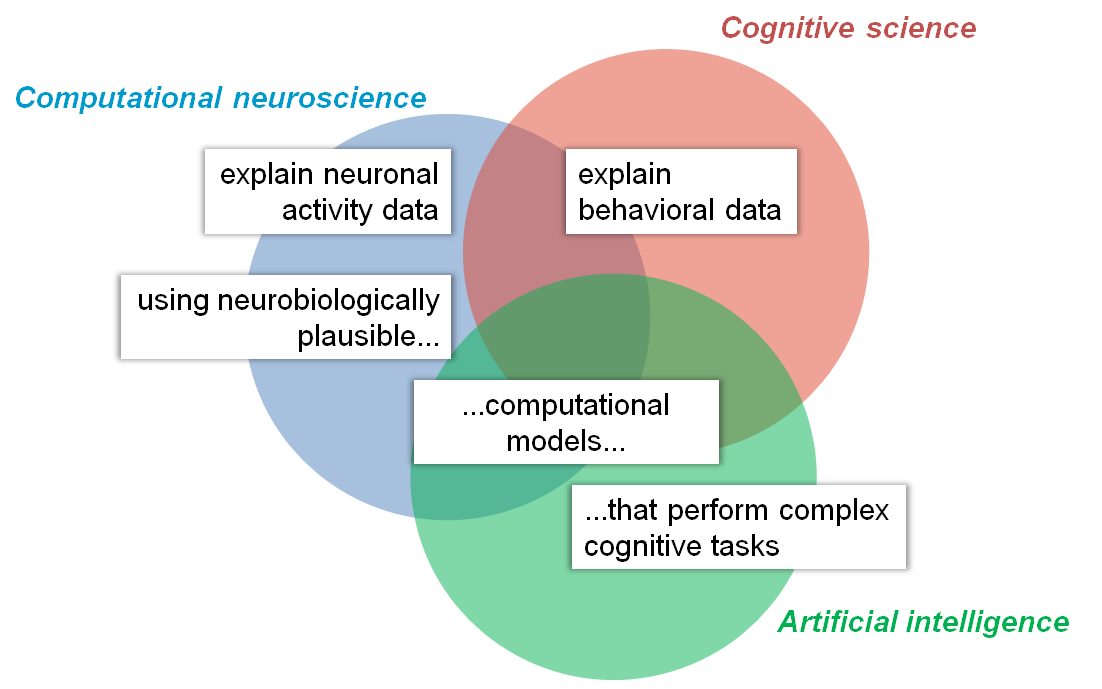 Cognitive science
Computational neuroscience
explain neuronal
activity data
explain
behavioral data
using neurobiologically
plausible...
...computational
models...
...that perform complex
cognitive tasks
Artificial intelligence